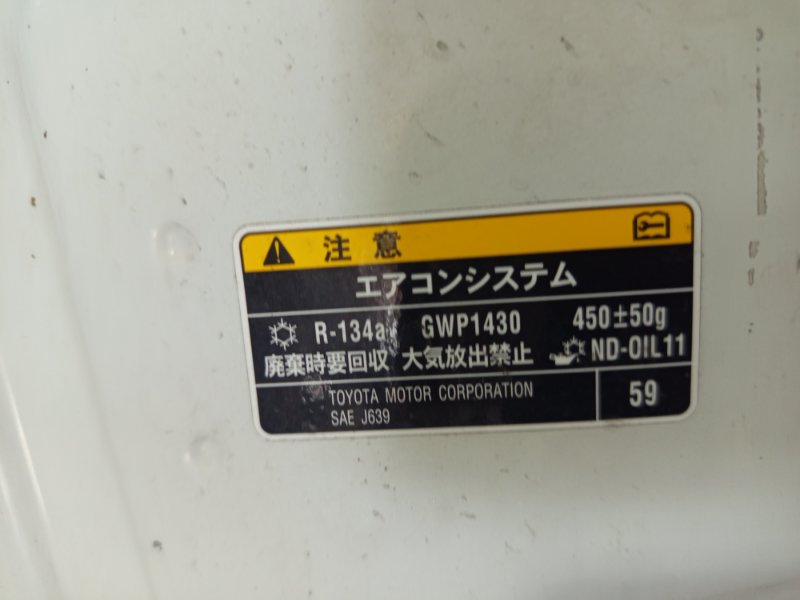 注意
エアコンシステム
R-134a GWP1430 450±50g
廃棄時要回収 大気放出禁止 ND-OIL11
TOYOTA MOTOR CORPORATION
SAE J639
59